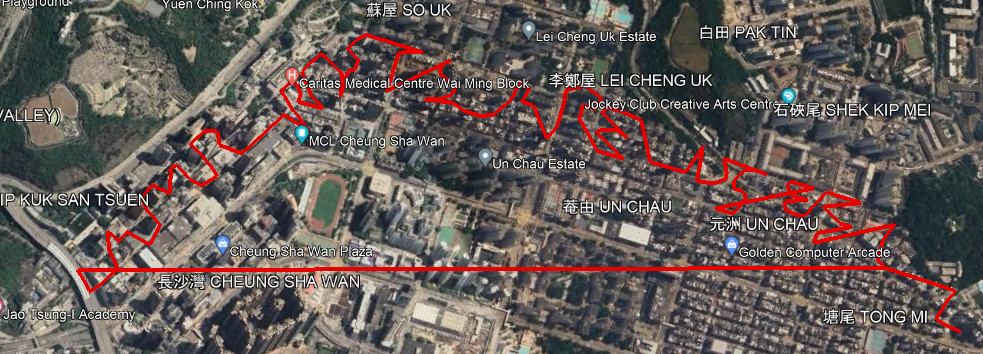 Playground
Yuen Ching Kok
蘇屋 SO UK
Lei Cheng Uk Estate
白田 PAK TIN
Caritas Medical Centre Wai Ming Block
李鄭屋 LEI CHENG UK
Jockey Club Creative Arts Centre
石硤尾 SHEK KIP MEI
VALLEY)
MCL Cheung Sha Wan
Un Chau Estate
IP KUK SAN TSUEN
菴由 UN CHAU
元洲 UN CHAU
Cheung Sha Wan Plaza
Golden Computer Arcade
長沙灣 CHEUNG SHA WAN
Jao Tsung-I Academy
塘尾 TONG MI